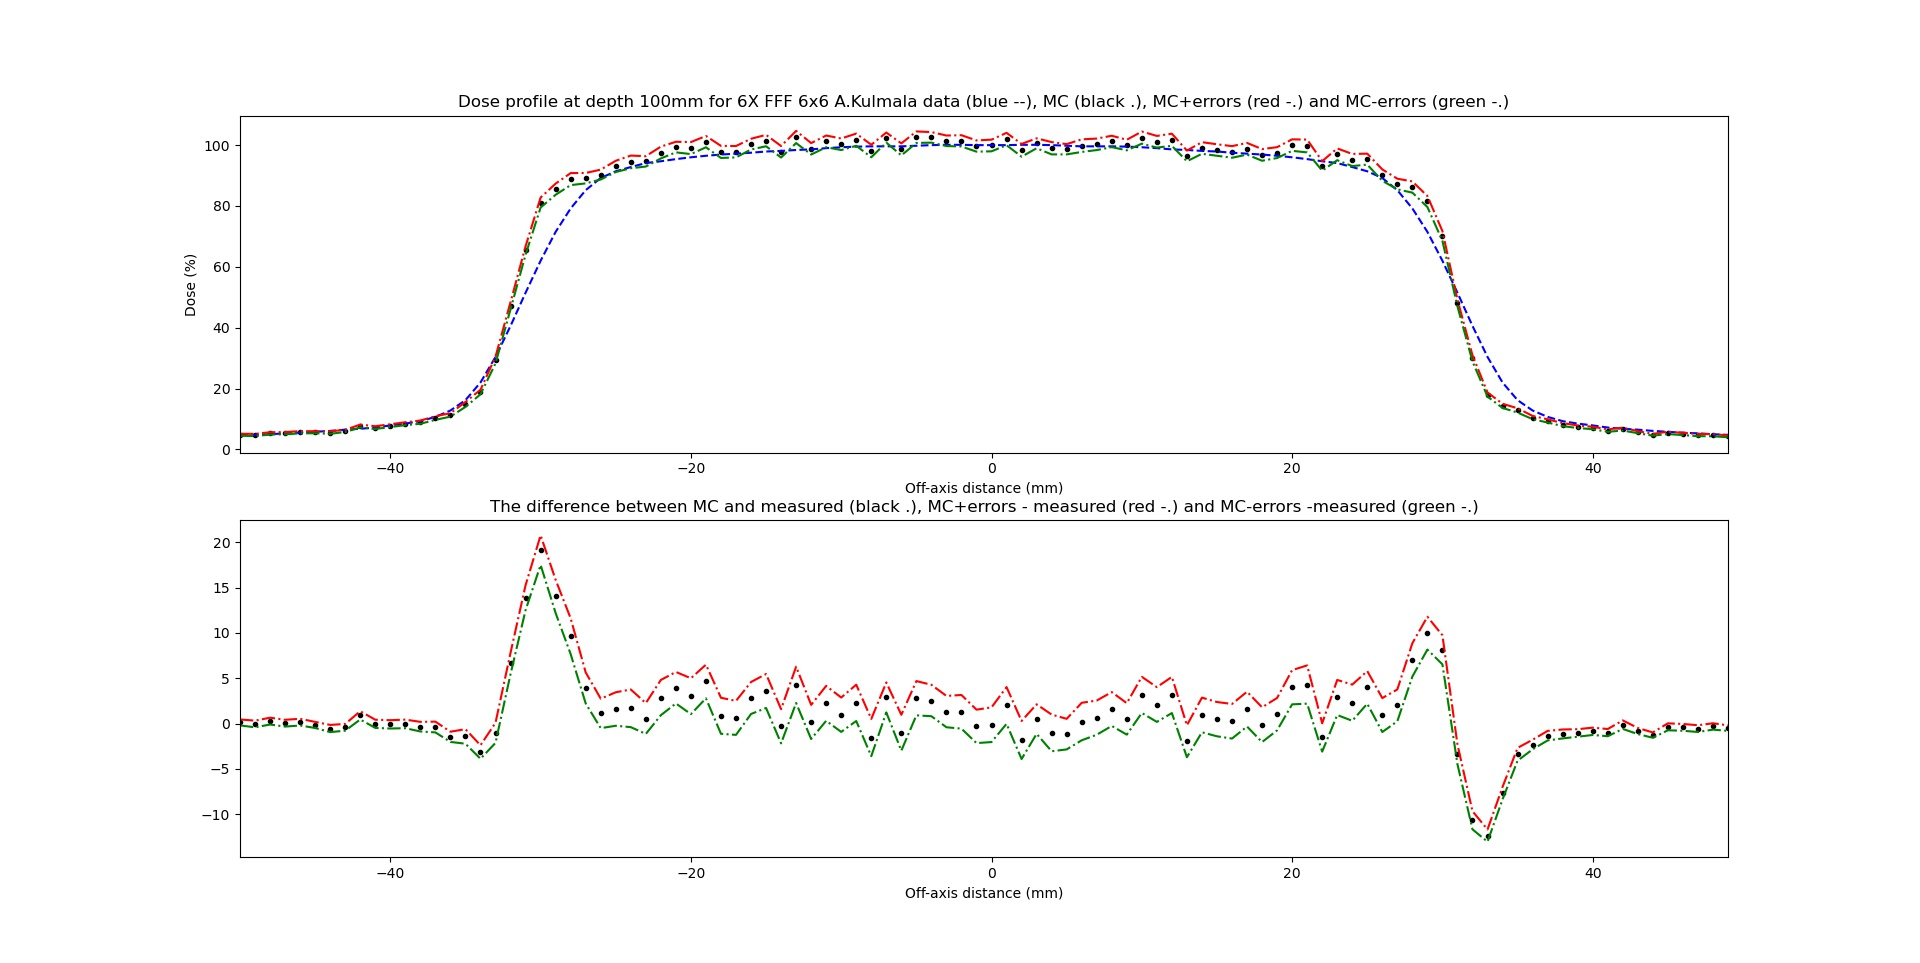 Dose profile at depth 100mm for 6X FFF 6x6 A.Kulmala data (blue --), MC (black .), MC+errors (red -.) and MC-errors (green -.)
100
80
60
40
20
0
Dose (%)
−40 −20 0 20 40
Off-axis distance (mm)
The difference between MC and measured (black .), MC+errors - measured (red -.) and MC-errors -measured (green -.)
20
15
10
5
0
−5
−10
−40 −20 0 20 40
Off-axis distance (mm)